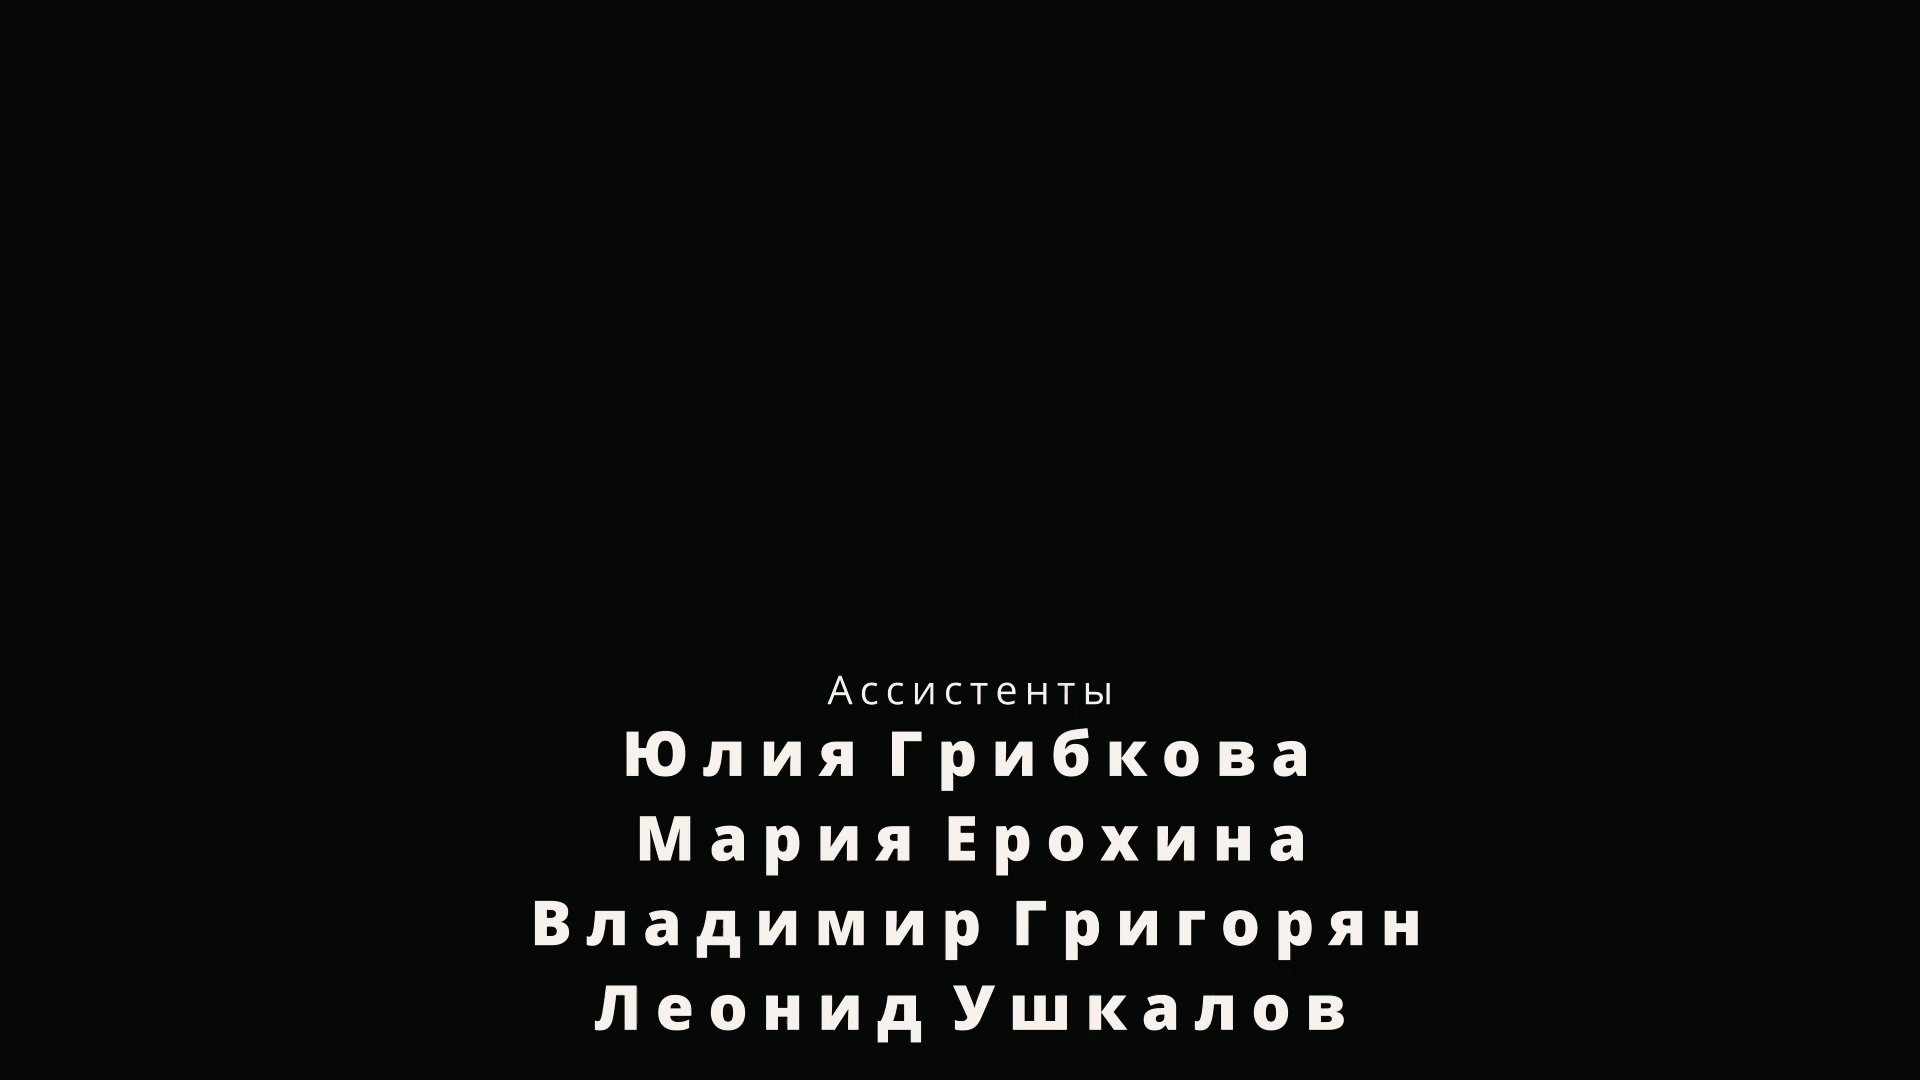 Ассистенты
Юлия Грибкова
Мария Ерохина
Владимир Григорян
Леонид Ушкалов